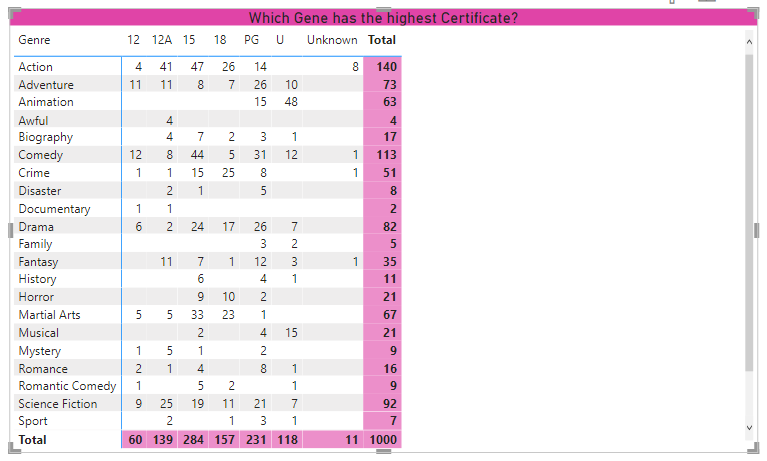 Which Gene has the highest Certificate?
Genre 12 12A 15 18 PG U Unknown Total
Action 4 41 47 26 14 8 140
Adventure 11 11 8 7 26 10 73
Animation 15 48 63
Awful 4 4
Biography 4 7 2 3 1 17
Comedy 12 8 44 5 31 12 1 113
Crime 1 1 15 25 8 1 51
Disaster 2 1 5 8
Documentary 1 1 2
Drama 6 2 24 17 26 7 82
Family 3 2 5
Fantasy 11 7 1 12 3 1 35
History 6 4 1 11
Horror 9 10 2 21
Martial Arts 5 5 33 23 1 67
Musical 2 4 15 21
Mystery 1 5 1 2 9
Romance 2 1 4 8 1 16
Romantic Comedy 1 5 2 1 9
Science Fiction 9 25 19 11 21 7 92
Sport 2 1 3 1 7
Total 60 139 284 157 231 118 11 1000